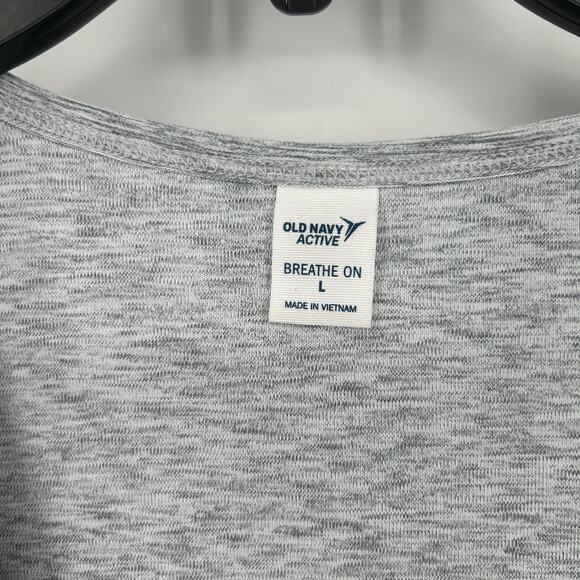 OLD NAVY
ACTIVE
BREATHE ON
L
MADE IN VIETNAM